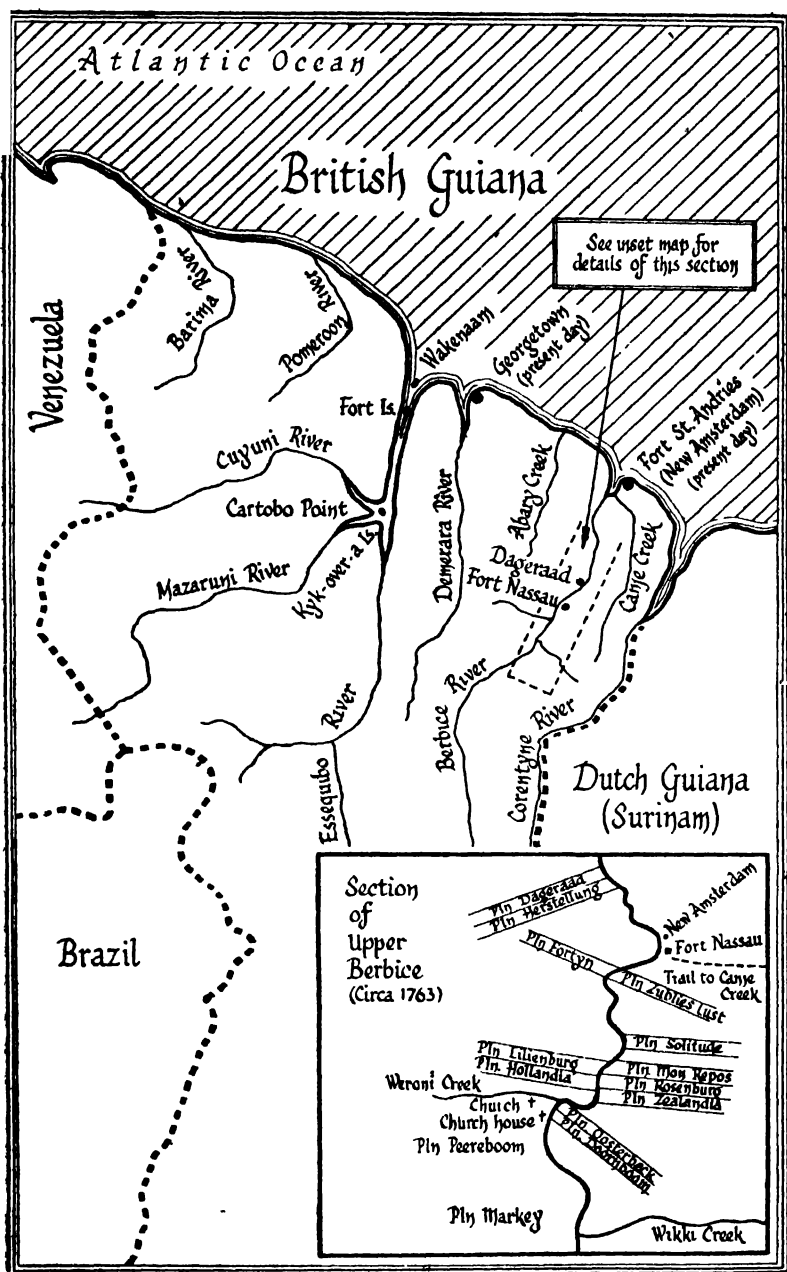 Atlantic Ocean
British Guiana
See inset map for
details of this section
Venezuela
Barima River
Pomeroon River
Wakenaam
Georgetown
(present day)
Fort Is.
Fort St. Andries
(New Amsterdam)
(present day)
Cuyuni River
Cartobo Point
Kyk-over-a Is.
Mazaruni River
Demerara River
Abary Creek
Dageraad
Fort Nassau
Canje Creek
Essequibo River
Berbice River
Corentyne River
Dutch Guiana
(Surinam)
Brazil
Section
of
Upper
Berbice
(Circa 1763)
Pln Dageraad
Pln Herstellung
New Amsterdam
Fort Nassau
Pln Fortyn
Trail to Canje
Creek
Pln Zublies Lust
Pln Solitude
Pln Lilienburg
Pln. Hollandia
Pln Mon Repos
Pln Rosenburg
Pln Zealandia
Weroni Creek
Church
Church house
Pln Peereboom
Pln Oosterbeek
Pln Doornboom
Pln Markey
Wikki Creek